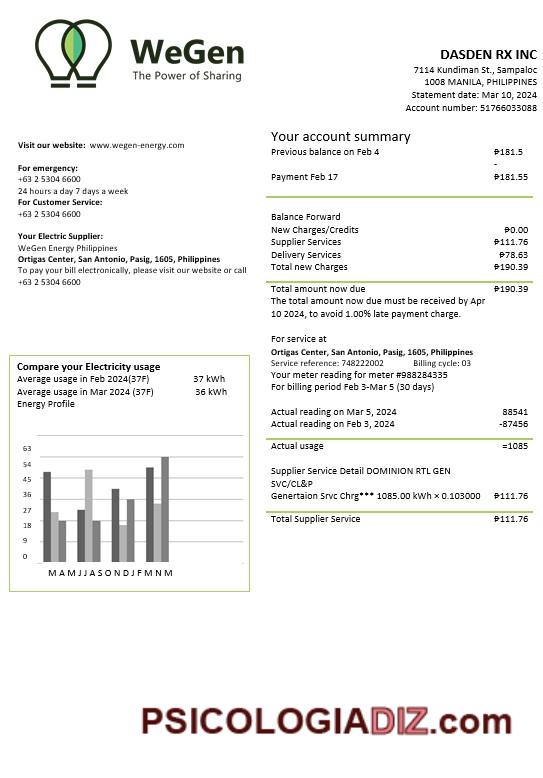 WeGen
The Power of Sharing
DASDEN RX INC
7114 Kundiman St., Sampaloc
1008 MANILA, PHILIPPINES
Statement date: Mar 10, 2024
Account number: 51766033088
Visit our website: www.wegen-energy.com
For emergency:
+63 2 5304 6600
24 hours a day 7 days a week
For Customer Service:
+63 2 5304 6600
Your Electric Supplier:
WeGen Energy Philippines
Ortigas Center, San Antonio, Pasig, 1605, Philippines
To pay your bill electronically, please visit our website or call
+63 2 5304 6600
Compare your Electricity usage
Average usage in Feb 2024(37F) 37 kWh
Average usage in Mar 2024 (37F) 36 kWh
Energy Profile
63
54
45
36
27
18
9
0
M A M J J A S O N D J F M N M
Your account summary
Previous balance on Feb 4 ₱181.5
-
Payment Feb 17 ₱181.55
Balance Forward
New Charges/Credits ₱0.00
Supplier Services ₱111.76
Delivery Services ₱78.63
Total new Charges ₱190.39
Total amount now due ₱190.39
The total amount now due must be received by Apr
10 2024, to avoid 1.00% late payment charge.
For service at
Ortigas Center, San Antonio, Pasig, 1605, Philippines
Service reference: 748222002 Billing cycle: 03
Your meter reading for meter #988284335
For billing period Feb 3-Mar 5 (30 days)
Actual reading on Mar 5, 2024 88541
Actual reading on Feb 3, 2024 -87456
Actual usage =1085
Supplier Service Detail DOMINION RTL GEN
SVC/CL&P
Genertaion Srvc Chrg*** 1085.00 kWh × 0.103000 ₱111.76
Total Supplier Service ₱111.76
PSICOLOGIADIZ.com